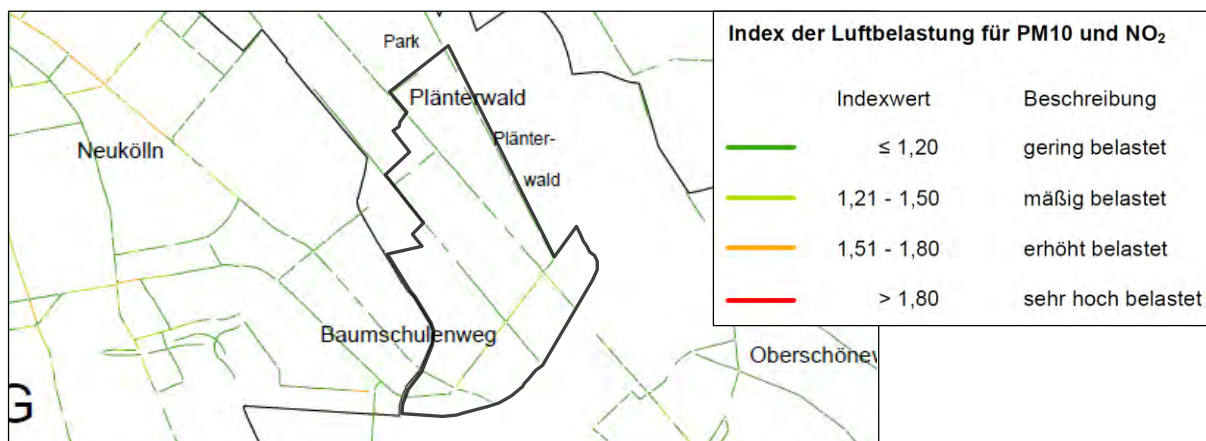 Park
Plänterwald
Plänter-
wald
Neukölln
Baumschulenweg
Oberschönew
G
Index der Luftbelastung für PM10 und NO₂
Indexwert Beschreibung
≤ 1,20 gering belastet
1,21 - 1,50 mäßig belastet
1,51 - 1,80 erhöht belastet
> 1,80 sehr hoch belastet